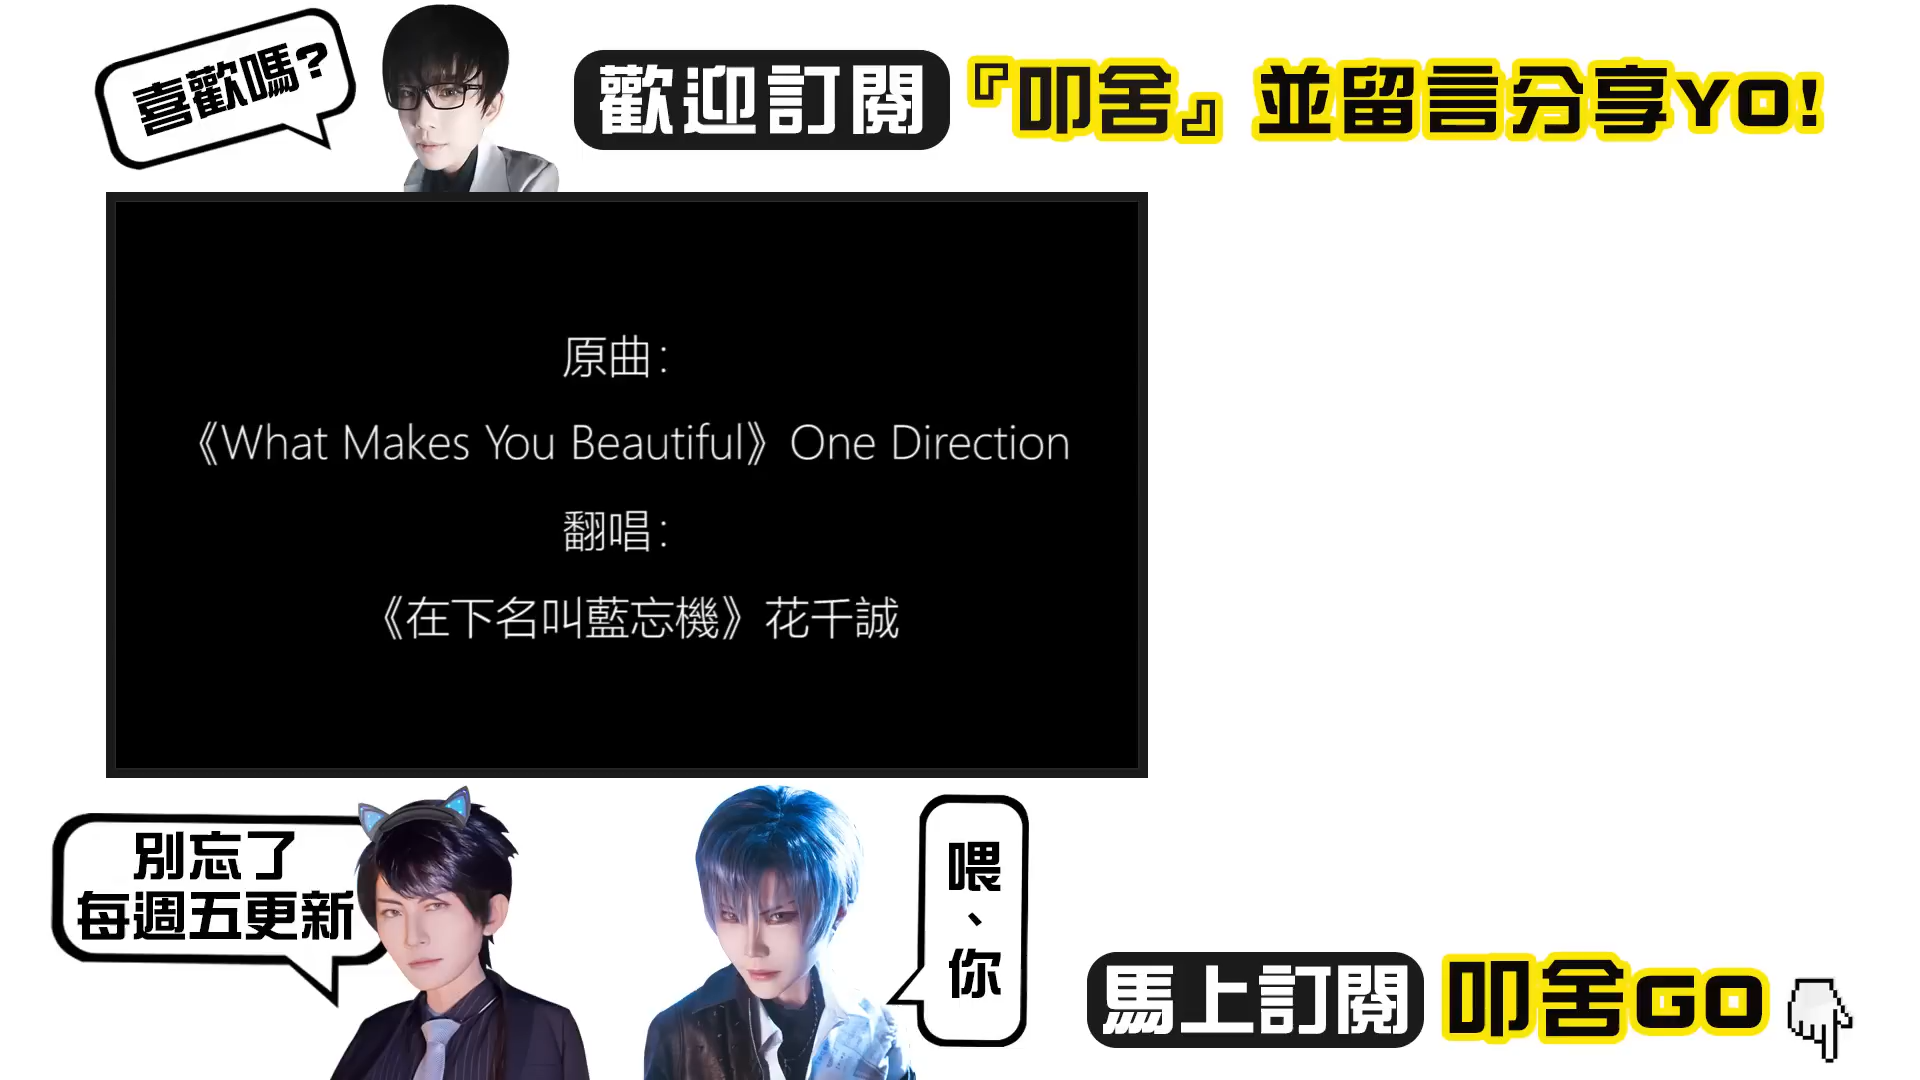 喜歡嗎?
歡迎訂閱『叩舍』並留言分享YO!
原曲:
《What Makes You Beautiful》One Direction
翻唱:
《在下名叫藍忘機》花千誠
別忘了
每週五更新
喂、你
馬上訂閱 叩舍GO